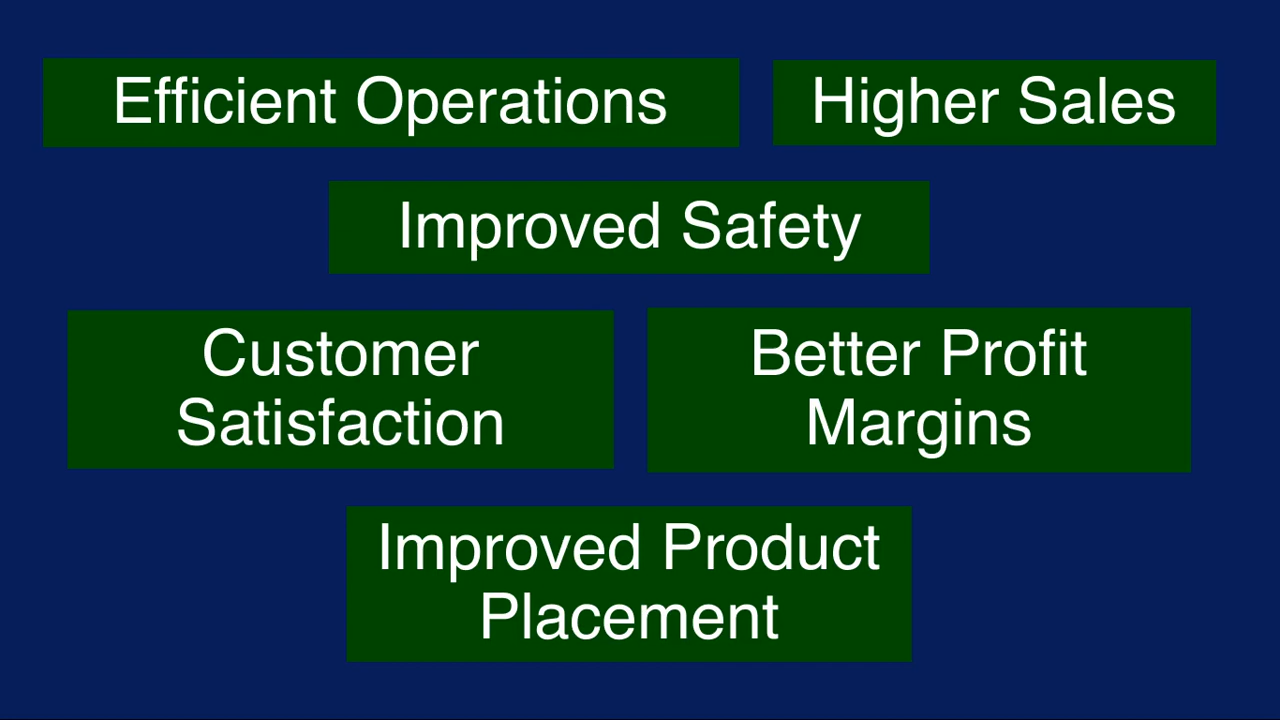 Efficient Operations
Higher Sales
Improved Safety
Customer
Satisfaction
Better Profit
Margins
Improved Product
Placement